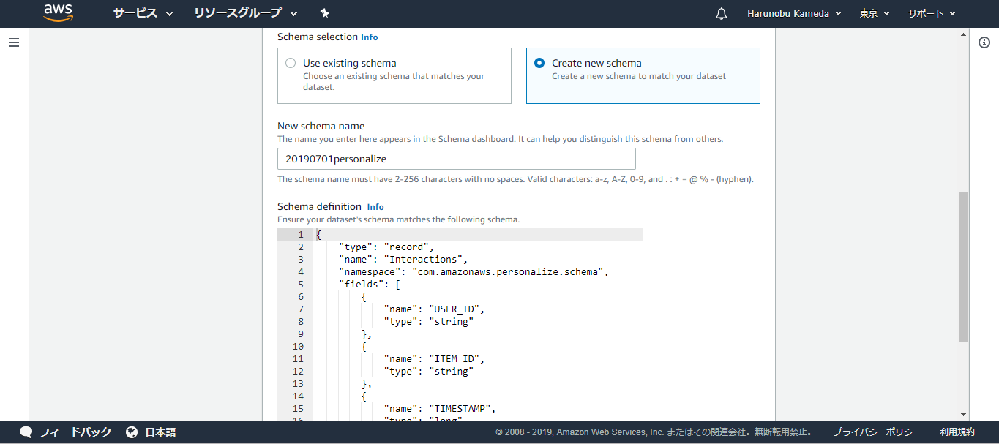 aws サービス リソースグループ Harunobu Kameda 東京 サポート
Schema selection Info
Use existing schema
Choose an existing schema that matches your
dataset.
Create new schema
Create a new schema to match your dataset
New schema name
The name you enter here appears in the Schema dashboard. It can help you distinguish this schema from others.
20190701personalize
The schema name must have 2-256 characters with no spaces. Valid characters: a-z, A-Z, 0-9, and . : + = @ % - (hyphen).
Schema definition Info
Ensure your dataset's schema matches the following schema.
1 {
2 "type": "record",
3 "name": "Interactions",
4 "namespace": "com.amazonaws.personalize.schema",
5 "fields": [
6 {
7 "name": "USER_ID",
8 "type": "string"
9 },
10 {
11 "name": "ITEM_ID",
12 "type": "string"
13 },
14 {
15 "name": "TIMESTAMP",
16 "type": "long"
フィードバック 日本語 © 2008 - 2019, Amazon Web Services, Inc. またはその関連会社。無断転用禁止。 プライバシーポリシー 利用規約